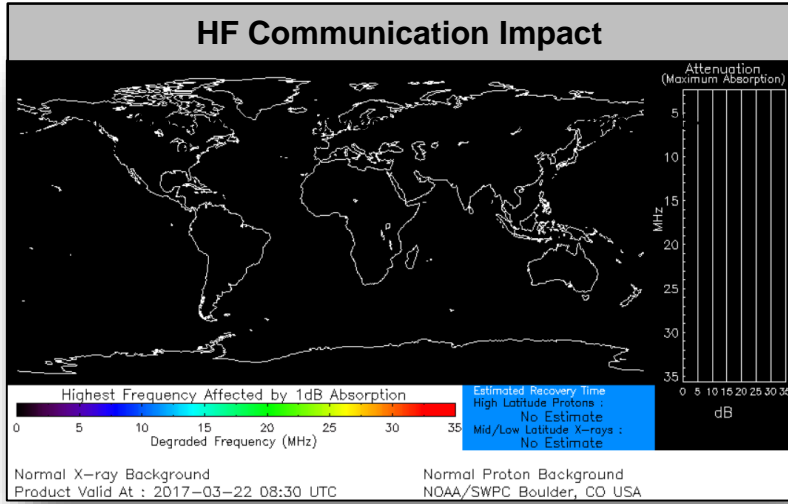 HF Communication Impact
Attenuation
(Maximum Absorption)
5
10
15
20
25
30
35
MHz
0 5 10 15 20 25 30 35
dB
Highest Frequency Affected by 1dB Absorption
0 5 10 15 20 25 30 35
Degraded Frequency (MHz)
Estimated Recovery Time
High Latitude Protons :
No Estimate
Mid/Low Latitude X-rays :
No Estimate
Normal X-ray Background
Normal Proton Background
Product Valid At : 2017-03-22 08:30 UTC
NOAA/SWPC Boulder, CO USA